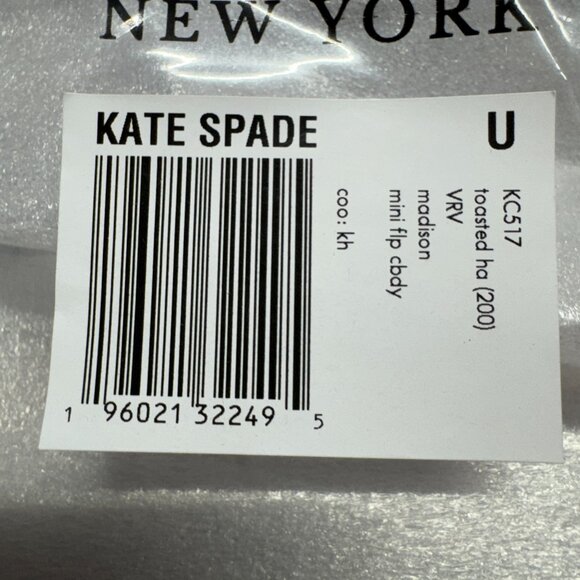 NEW YORK
KATE SPADE
U
KC517
toasted ha (200)
VRV
madison
mini flp cbdy
coo: kh
1 96021 32249 5